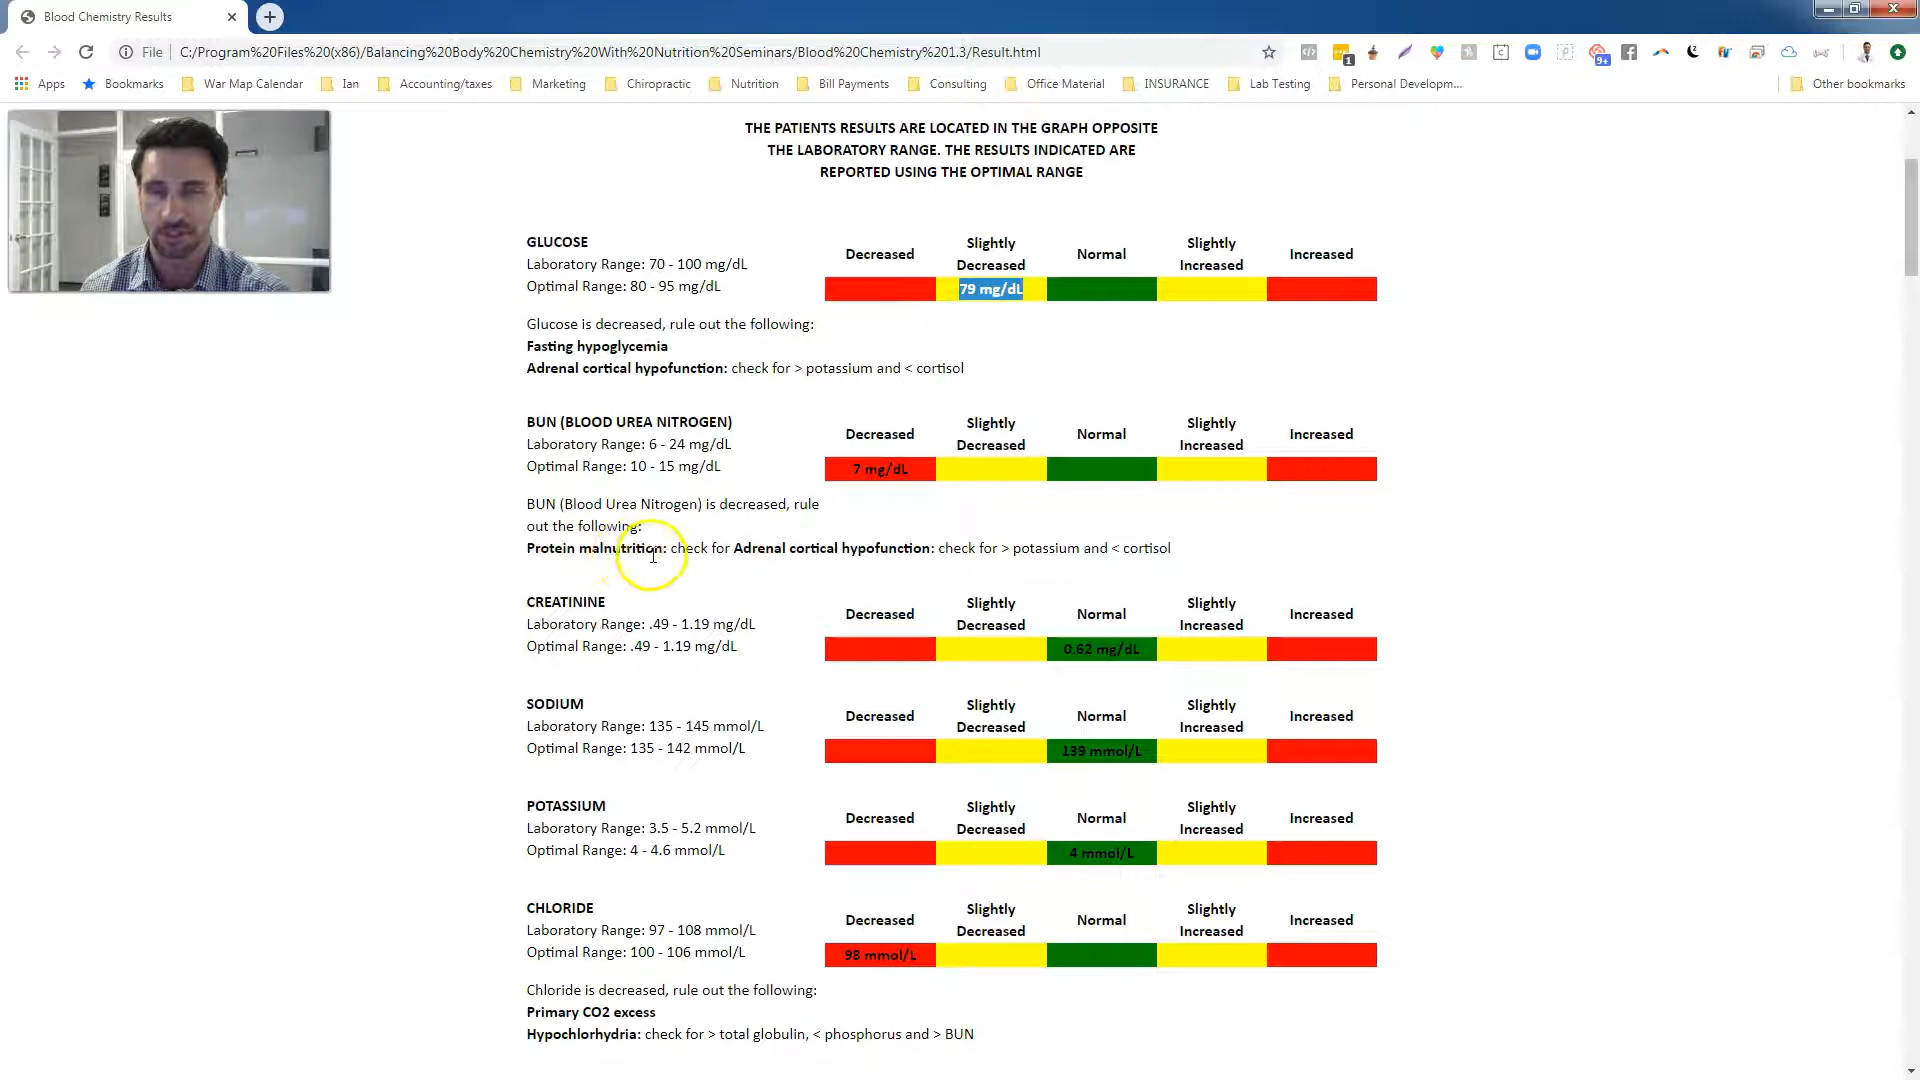 Blood Chemistry Results
File C:/Program%20Files%20(x86)/Balancing%20Body%20Chemistry%20With%20Nutrition%20Seminars/Blood%20Chemistry%201.3/Result.html
1
9+
Apps Bookmarks War Map Calendar Ian Accounting/taxes Marketing Chiropractic Nutrition Bill Payments Consulting Office Material INSURANCE Lab Testing Personal Developm... Other bookmarks
THE PATIENTS RESULTS ARE LOCATED IN THE GRAPH OPPOSITE
THE LABORATORY RANGE. THE RESULTS INDICATED ARE
REPORTED USING THE OPTIMAL RANGE
GLUCOSE
Laboratory Range: 70 - 100 mg/dL
Optimal Range: 80 - 95 mg/dL
Decreased Slightly Decreased Normal Slightly Increased Increased
79 mg/dL
Glucose is decreased, rule out the following:
Fasting hypoglycemia
Adrenal cortical hypofunction: check for > potassium and < cortisol
BUN (BLOOD UREA NITROGEN)
Laboratory Range: 6 - 24 mg/dL
Optimal Range: 10 - 15 mg/dL
Decreased Slightly Decreased Normal Slightly Increased Increased
7 mg/dL
BUN (Blood Urea Nitrogen) is decreased, rule
out the following:
Protein malnutrition: check for Adrenal cortical hypofunction: check for > potassium and < cortisol
CREATININE
Laboratory Range: .49 - 1.19 mg/dL
Optimal Range: .49 - 1.19 mg/dL
Decreased Slightly Decreased Normal Slightly Increased Increased
0.62 mg/dL
SODIUM
Laboratory Range: 135 - 145 mmol/L
Optimal Range: 135 - 142 mmol/L
Decreased Slightly Decreased Normal Slightly Increased Increased
139 mmol/L
POTASSIUM
Laboratory Range: 3.5 - 5.2 mmol/L
Optimal Range: 4 - 4.6 mmol/L
Decreased Slightly Decreased Normal Slightly Increased Increased
4 mmol/L
CHLORIDE
Laboratory Range: 97 - 108 mmol/L
Optimal Range: 100 - 106 mmol/L
Decreased Slightly Decreased Normal Slightly Increased Increased
98 mmol/L
Chloride is decreased, rule out the following:
Primary CO2 excess
Hypochlorhydria: check for > total globulin, < phosphorus and > BUN